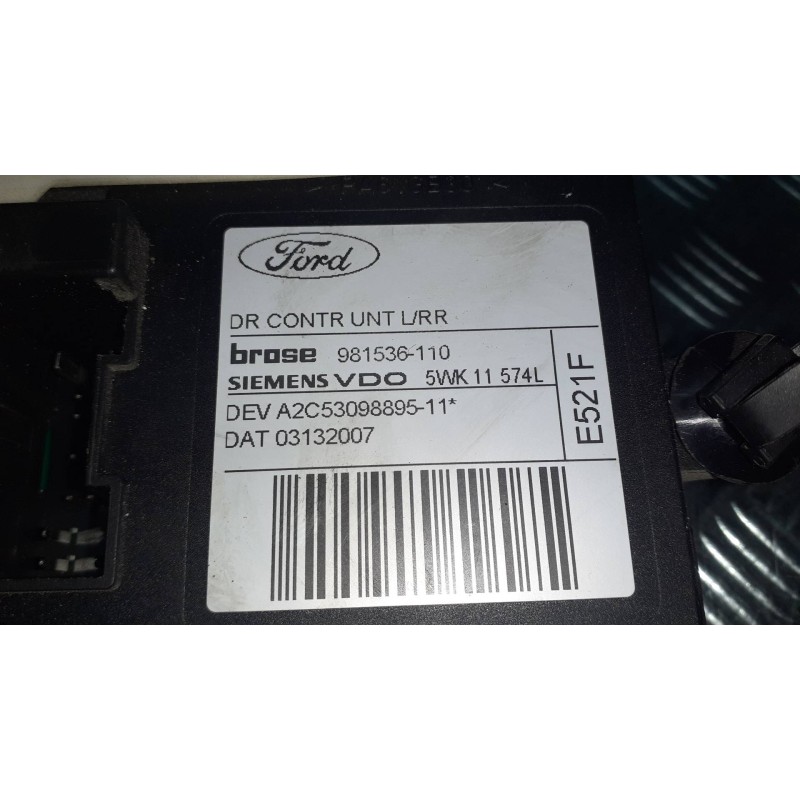 Ford
DR CONTR UNT L/RR
brose 981536-110
SIEMENS VDO 5WK 11 574L
DEV A2C53098895-11*
DAT 03132007
E521F